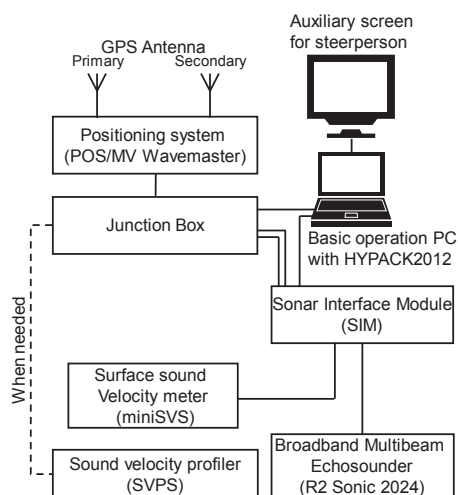 Auxiliary screen
for steerperson
GPS Antenna
Primary
Secondary
Positioning system
(POS/MV Wavemaster)
Junction Box
Basic operation PC
with HYPACK2012
Sonar Interface Module
(SIM)
When needed
Surface sound
Velocity meter
(miniSVS)
Sound velocity profiler
(SVPS)
Broadband Multibeam
Echosounder
(R2 Sonic 2024)